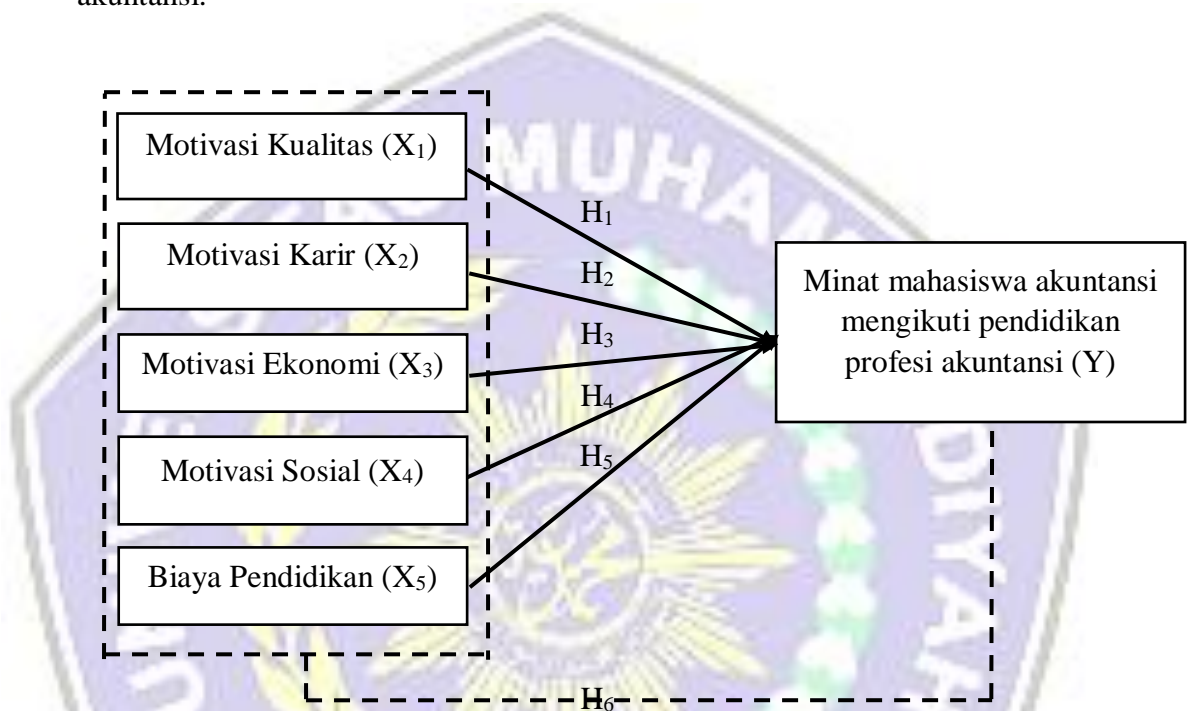 akuntansi.
MUHAMMADIYAH
Motivasi Kualitas (X₁)
H₁
Motivasi Karir (X₂)
H₂
Minat mahasiswa akuntansi
mengikuti pendidikan
profesi akuntansi (Y)
H₃
Motivasi Ekonomi (X₃)
H₄
Motivasi Sosial (X₄)
H₅
Biaya Pendidikan (X₅)
H₆